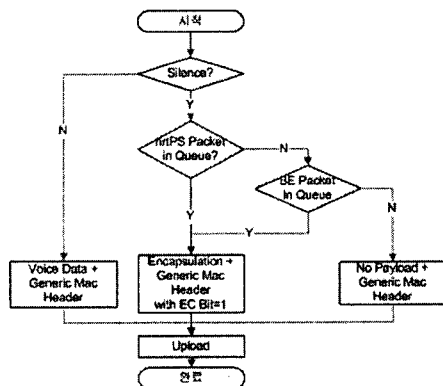 시작
Silence?
Y
N
nrtPS Packet
in Queue?
N
BE Packet
in Queue
Y
Y
N
Voice Data +
Generic Mac
Header
Encapsulation +
Generic Mac
Header
with EC Bit=1
No Payload +
Generic Mac
Header
Upload
완료